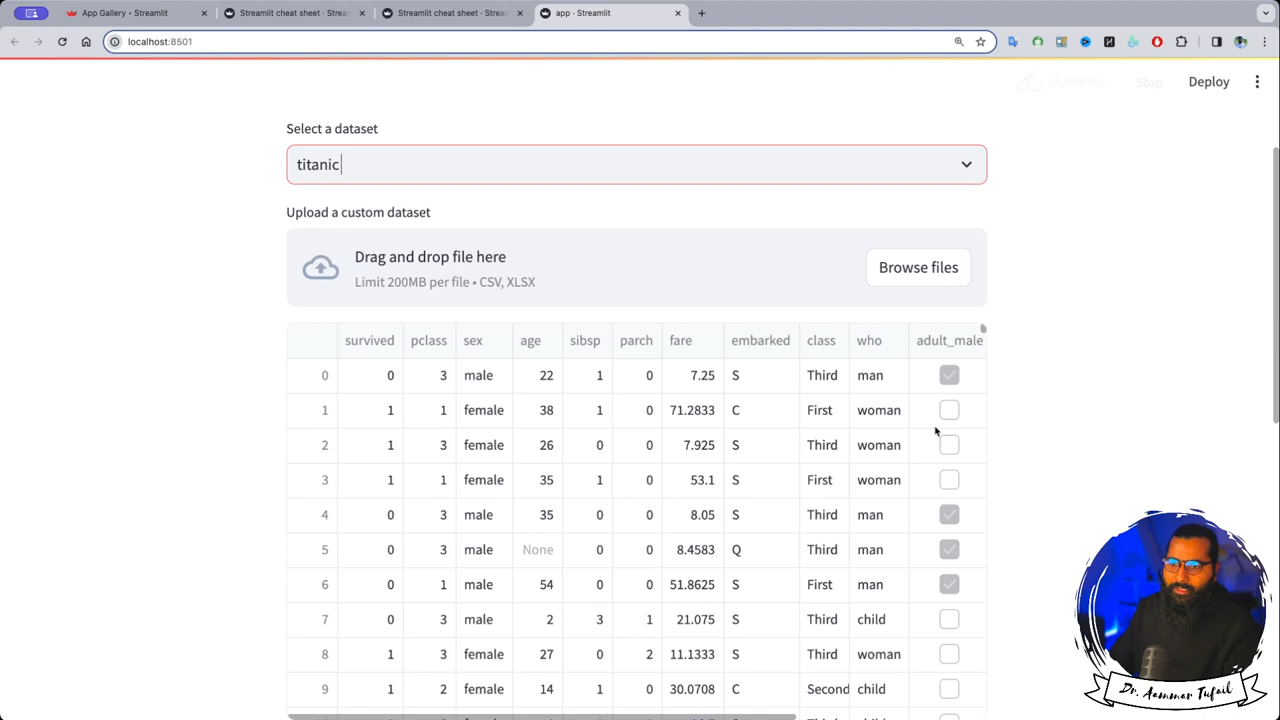 App Gallery • Streamlit
Streamlit cheat sheet - Stream
Streamlit cheat sheet - Stream
app · Streamlit
localhost:8501
Stop
Deploy
Select a dataset
titanic
Upload a custom dataset
Drag and drop file here
Limit 200MB per file • CSV, XLSX
Browse files
survived pclass sex age sibsp parch fare embarked class who adult_male
0 0 3 male 22 1 0 7.25 S Third man
1 1 1 female 38 1 0 71.2833 C First woman
2 1 3 female 26 0 0 7.925 S Third woman
3 1 1 female 35 1 0 53.1 S First woman
4 0 3 male 35 0 0 8.05 S Third man
5 0 3 male None 0 0 8.4583 Q Third man
6 0 1 male 54 0 0 51.8625 S First man
7 0 3 male 2 3 1 21.075 S Third child
8 1 3 female 27 0 2 11.1333 S Third woman
9 1 2 female 14 1 0 30.0708 C Second child
Dr. Aammar Tufail